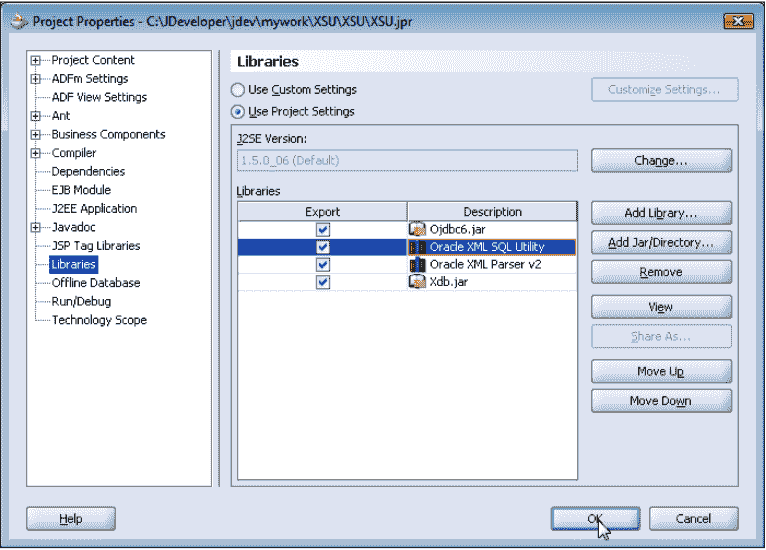 Project Properties - C:\JDeveloper\jdev\mywork\XSU\XSU\XSU.jpr
Project Content
ADFm Settings
ADF View Settings
Ant
Business Components
Compiler
Dependencies
EJB Module
J2EE Application
Javadoc
JSP Tag Libraries
Libraries
Offline Database
Run/Debug
Technology Scope
Libraries
Use Custom Settings
Customize Settings...
Use Project Settings
J2SE Version:
1.5.0_06 (Default)
Change...
Libraries
Export Description
Ojdbc6.jar
Oracle XML SQL Utility
Oracle XML Parser v2
Xdb.jar
Add Library...
Add Jar/Directory...
Remove
View
Share As...
Move Up
Move Down
Help
OK
Cancel